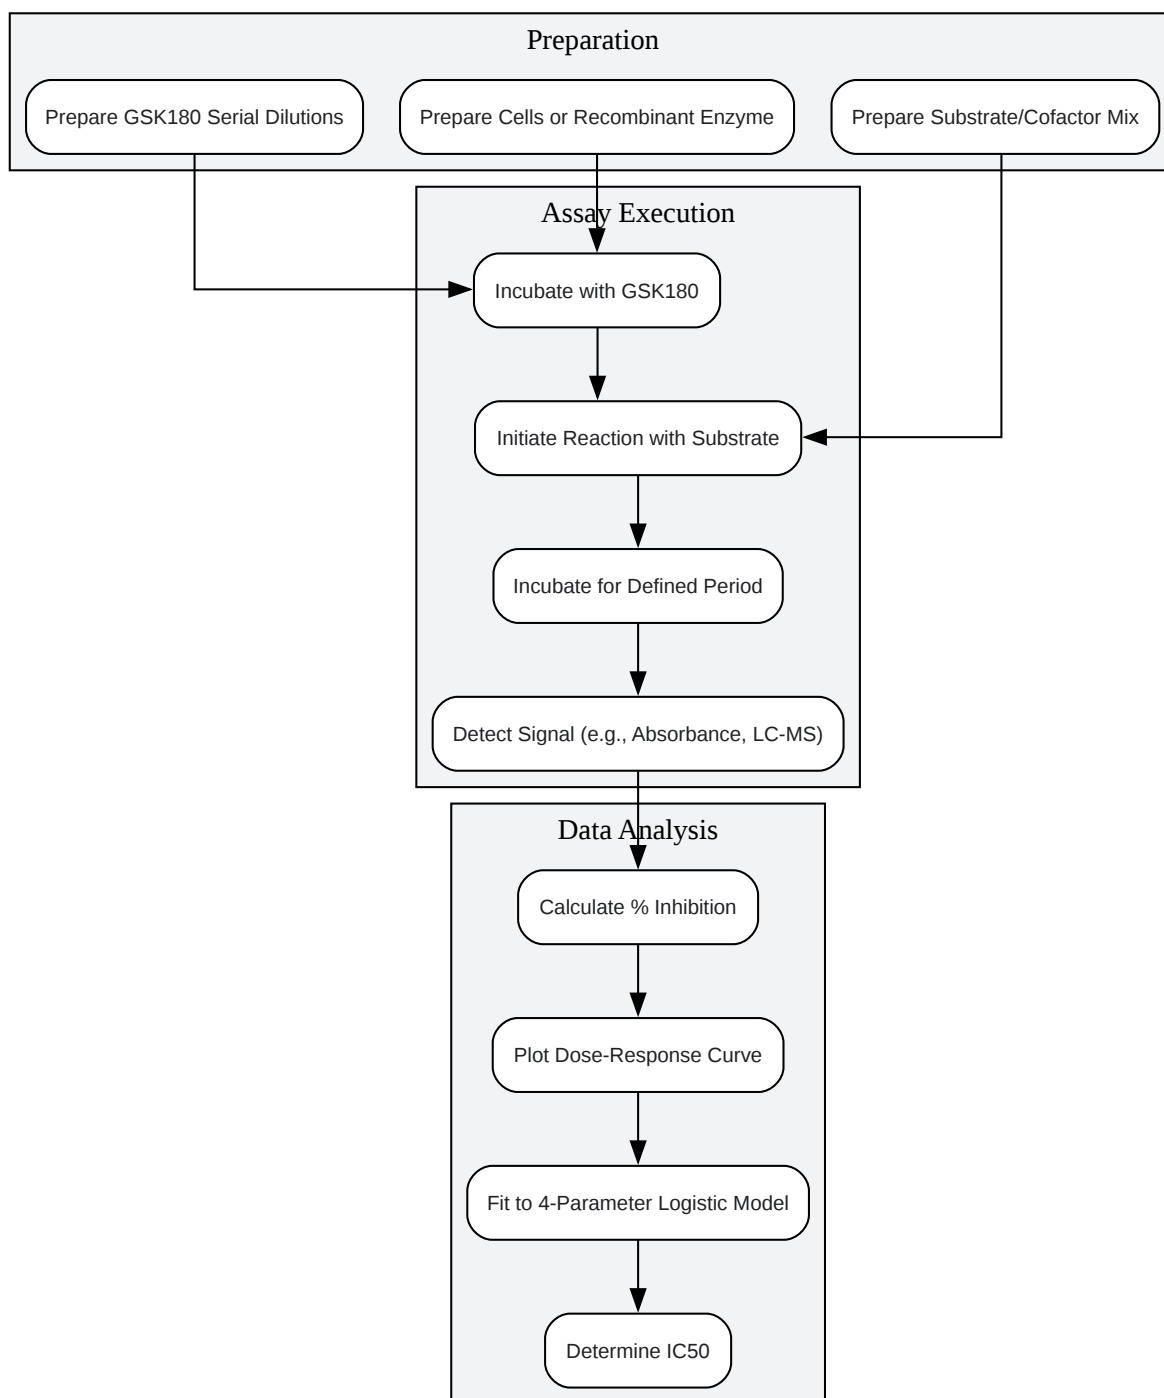 Preparation
Prepare GSK180 Serial Dilutions
Prepare Cells or Recombinant Enzyme
Prepare Substrate/Cofactor Mix
Assay Execution
Incubate with GSK180
Initiate Reaction with Substrate
Incubate for Defined Period
Detect Signal (e.g., Absorbance, LC-MS)
Data Analysis
Calculate % Inhibition
Plot Dose-Response Curve
Fit to 4-Parameter Logistic Model
Determine IC50